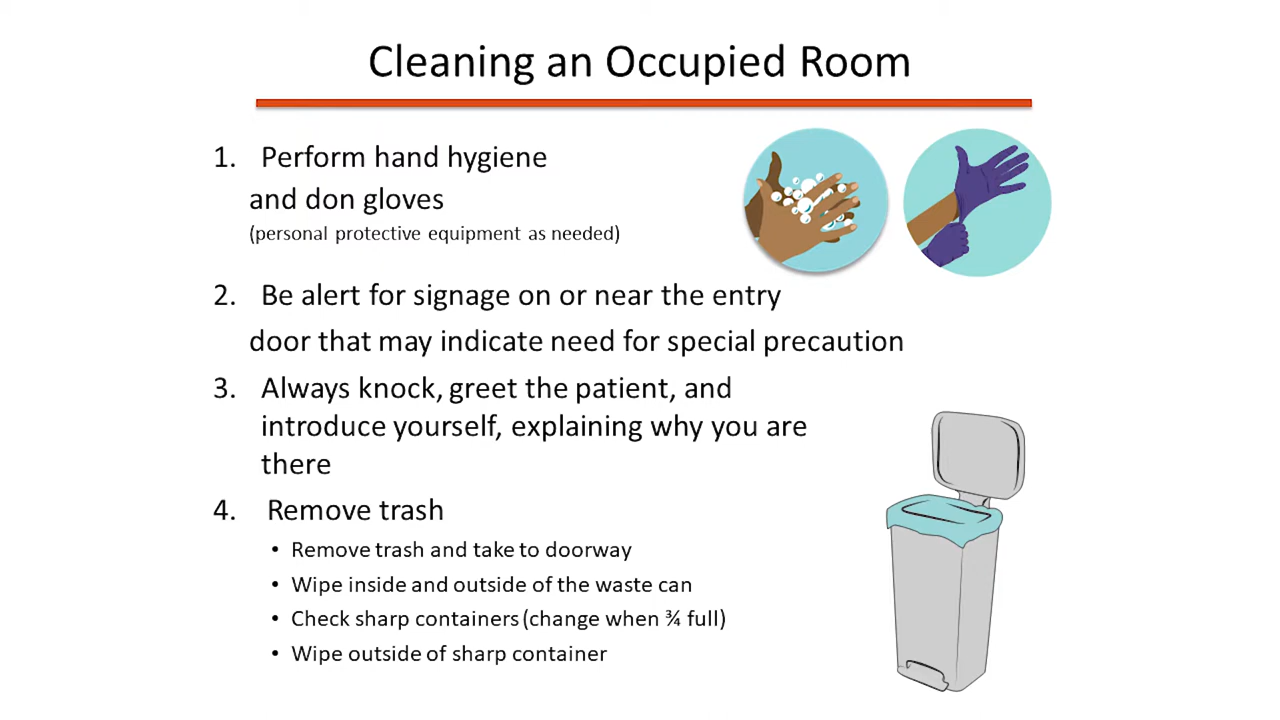 Cleaning an Occupied Room
1. Perform hand hygiene
and don gloves
(personal protective equipment as needed)
2. Be alert for signage on or near the entry
door that may indicate need for special precaution
3. Always knock, greet the patient, and
introduce yourself, explaining why you are
there
4. Remove trash
• Remove trash and take to doorway
• Wipe inside and outside of the waste can
• Check sharp containers (change when ¾ full)
• Wipe outside of sharp container